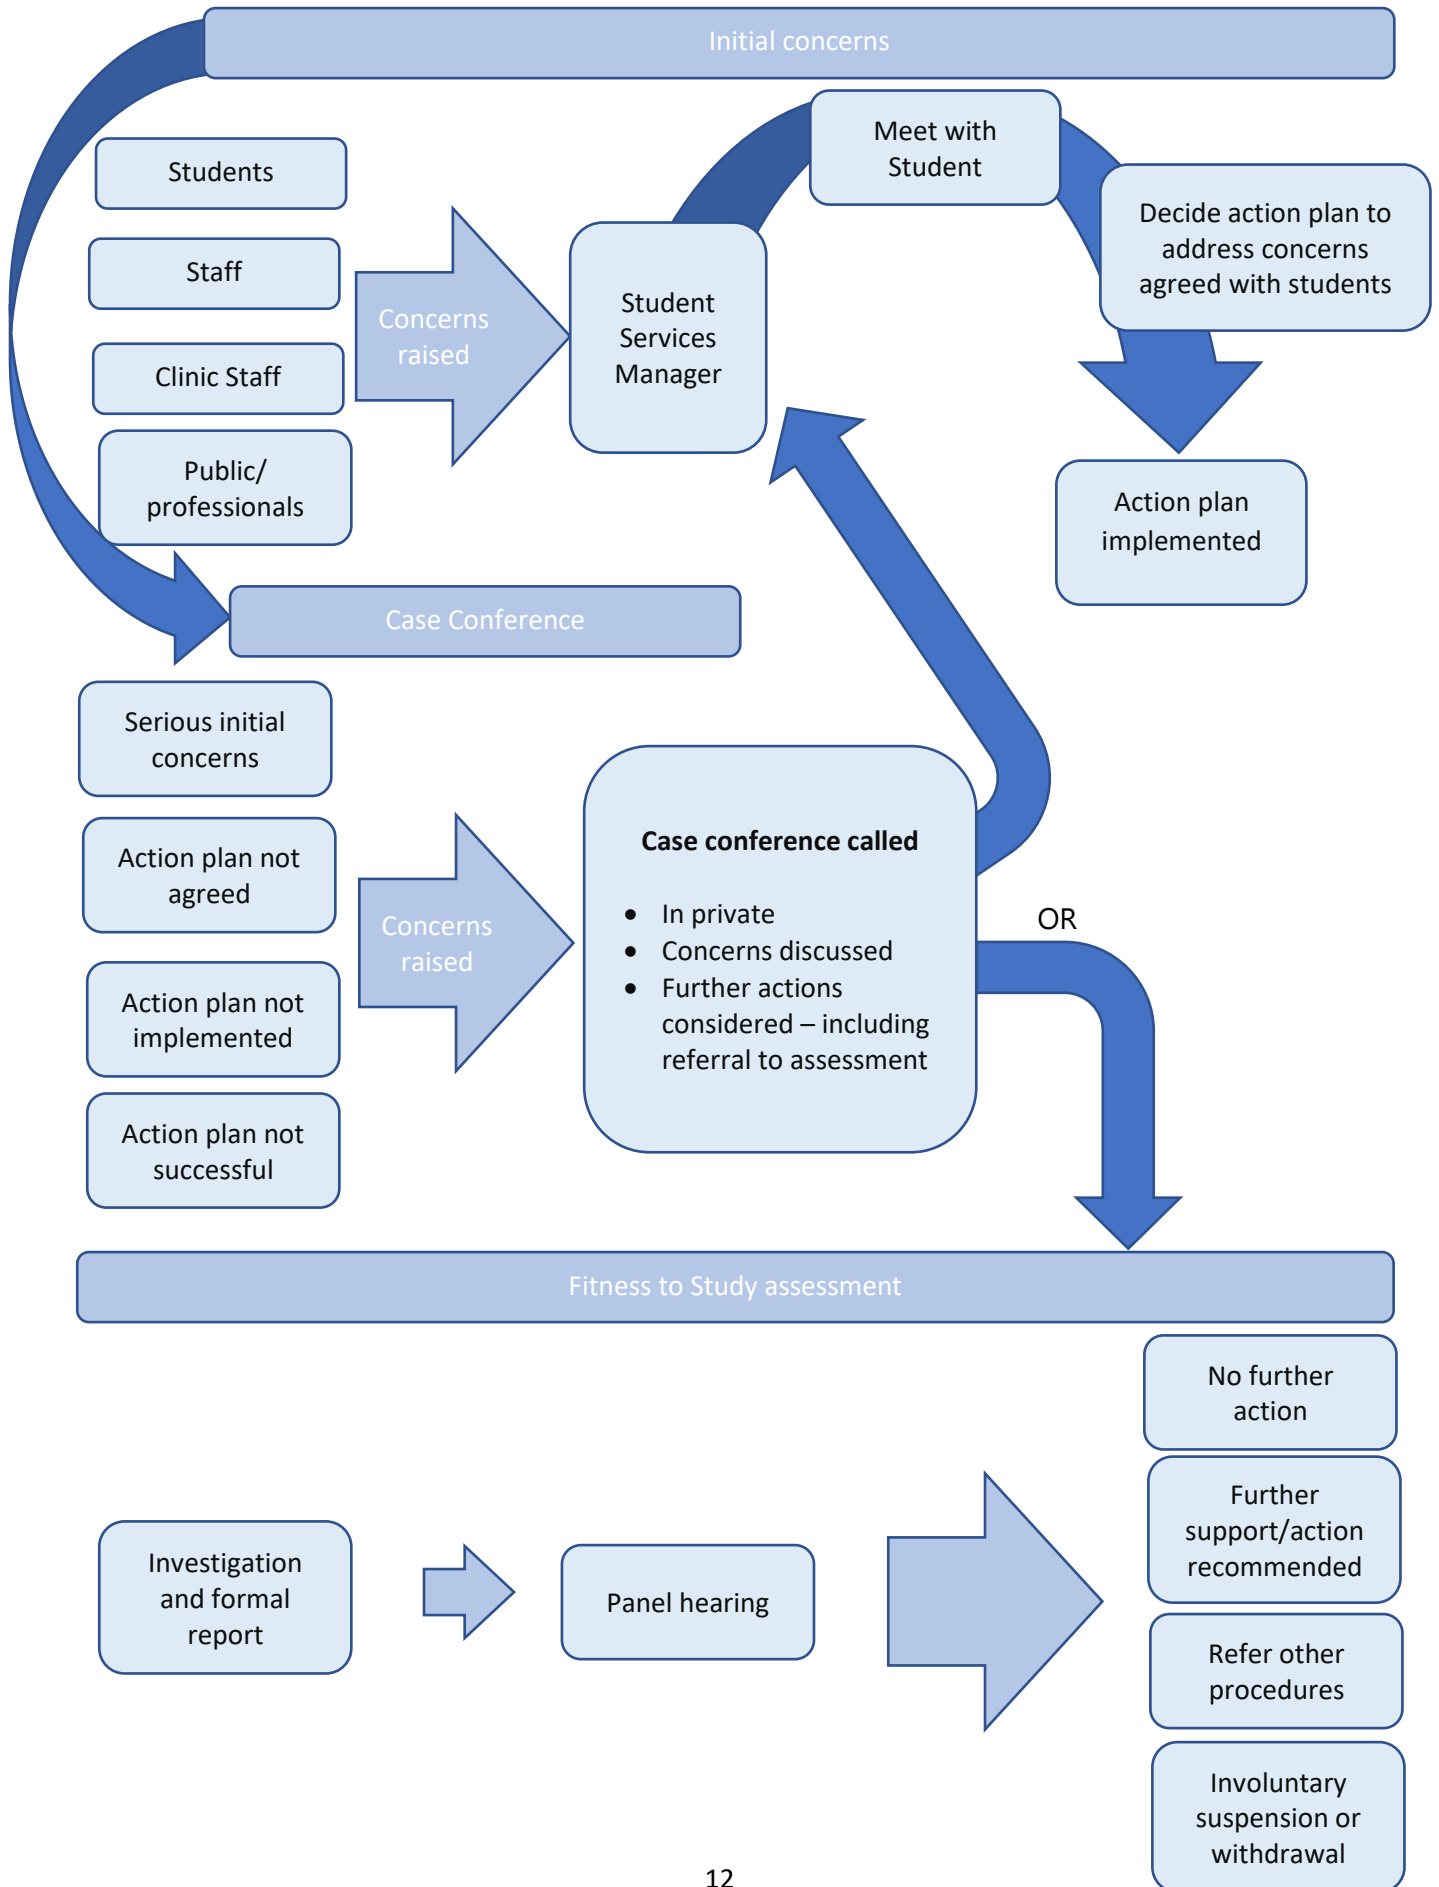 Initial concerns
Students
Staff
Clinic Staff
Public/
professionals
Concerns
raised
Student
Services
Manager
Meet with
Student
Decide action plan to
address concerns
agreed with students
Action plan
implemented
Case Conference
Serious initial
concerns
Action plan not
agreed
Action plan not
implemented
Action plan not
successful
Concerns
raised
Case conference called
• In private
• Concerns discussed
• Further actions
considered – including
referral to assessment
OR
Fitness to Study assessment
Investigation
and formal
report
Panel hearing
No further
action
Further
support/action
recommended
Refer other
procedures
Involuntary
suspension or
withdrawal
12